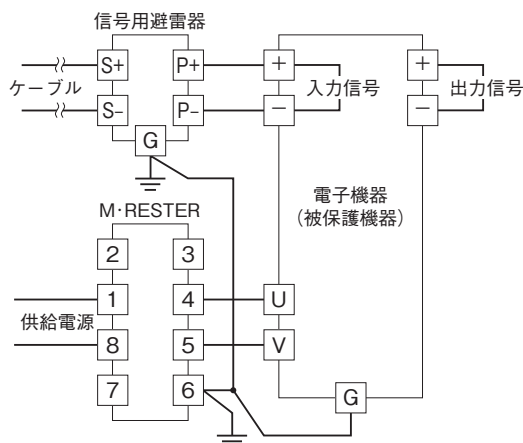 信号用避雷器
S+ P+ + +
ケーブル 入力信号 出力信号
S− P− − −
G
電子機器
(被保護機器)
M·RESTER
2 3
1 4 U
供給電源
8 5 V
7 6 G